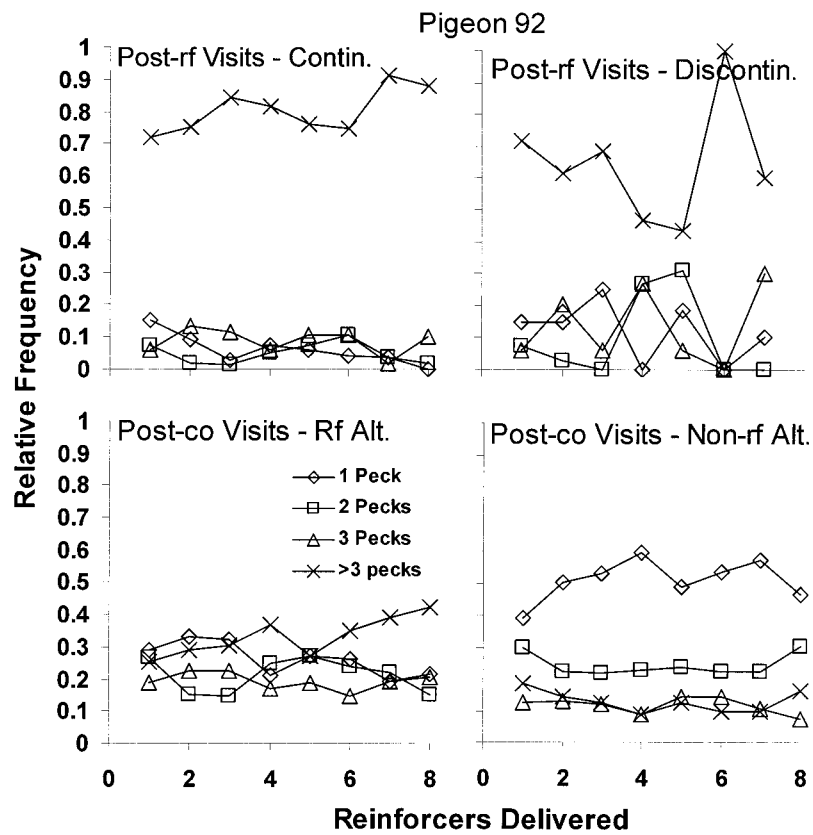 Pigeon 92
Post-rf Visits - Contin.
Post-rf Visits - Discontin.
1
0.9
0.8
0.7
0.6
0.5
0.4
0.3
0.2
0.1
0
Relative Frequency
Post-co Visits - Rf Alt.
Post-co Visits - Non-rf Alt.
1
0.9
0.8
0.7
0.6
0.5
0.4
0.3
0.2
0.1
0
1 Peck
2 Pecks
3 Pecks
>3 pecks
0 2 4 6 8
0 2 4 6 8
Reinforcers Delivered